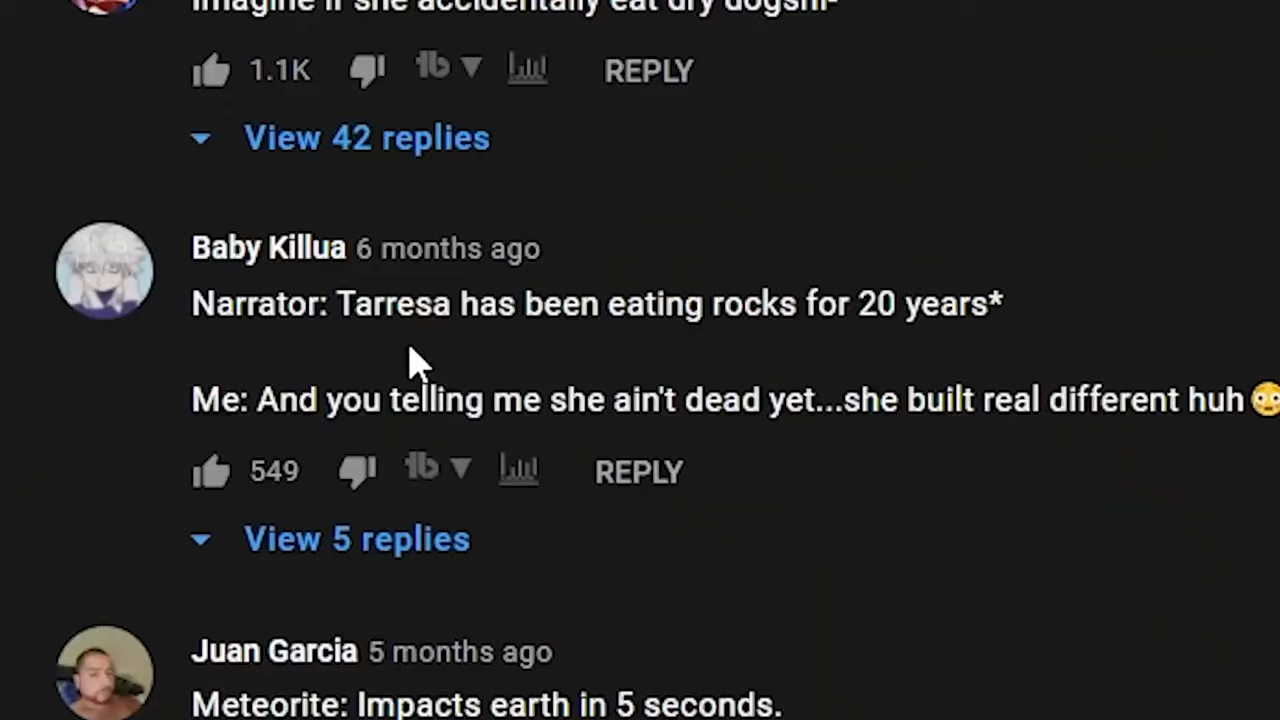 Imagine if she accidentally eat dry dogshi-
1.1K REPLY
View 42 replies
Baby Killua 6 months ago
Narrator: Tarresa has been eating rocks for 20 years*
Me: And you telling me she ain't dead yet...she built real different huh😳
549 REPLY
View 5 replies
Juan Garcia 5 months ago
Meteorite: Impacts earth in 5 seconds.